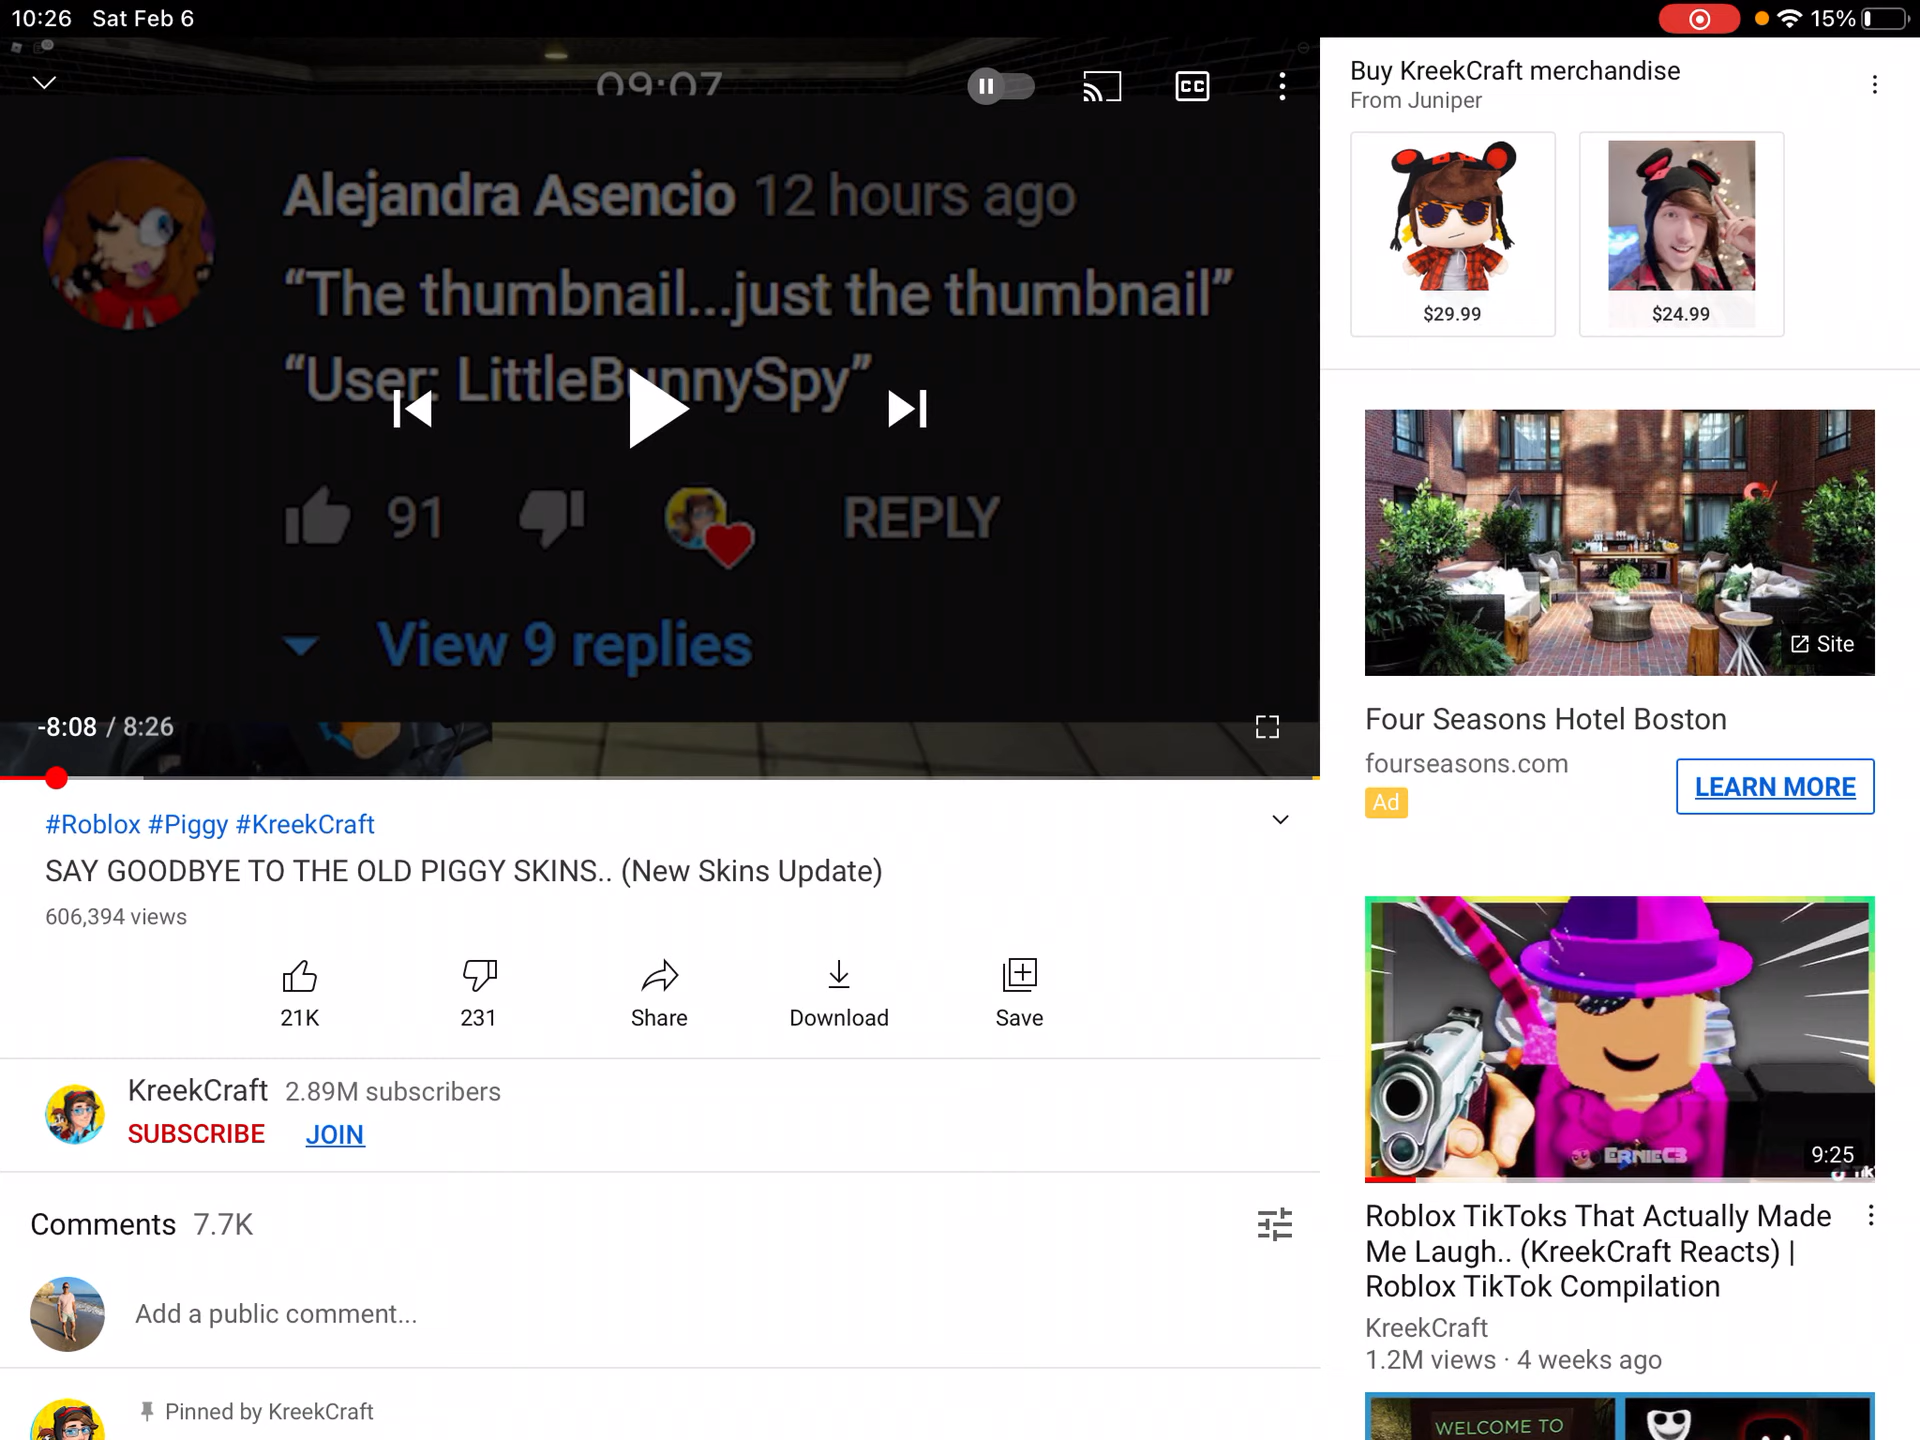 10:26 Sat Feb 6
15%
09:07
CC
Alejandra Asencio 12 hours ago
“The thumbnail...just the thumbnail”
“User: LittleBunnySpy”
91
REPLY
View 9 replies
-8:08 / 8:26
#Roblox #Piggy #KreekCraft
SAY GOODBYE TO THE OLD PIGGY SKINS.. (New Skins Update)
606,394 views
21K
231
Share
Download
Save
KreekCraft 2.89M subscribers
SUBSCRIBE JOIN
Comments 7.7K
Add a public comment...
Pinned by KreekCraft
Buy KreekCraft merchandise
From Juniper
$29.99
$24.99
Site
Four Seasons Hotel Boston
fourseasons.com
Ad
LEARN MORE
ERNIEC3
9:25
Roblox TikToks That Actually Made
Me Laugh.. (KreekCraft Reacts) |
Roblox TikTok Compilation
KreekCraft
1.2M views · 4 weeks ago
WELCOME TO